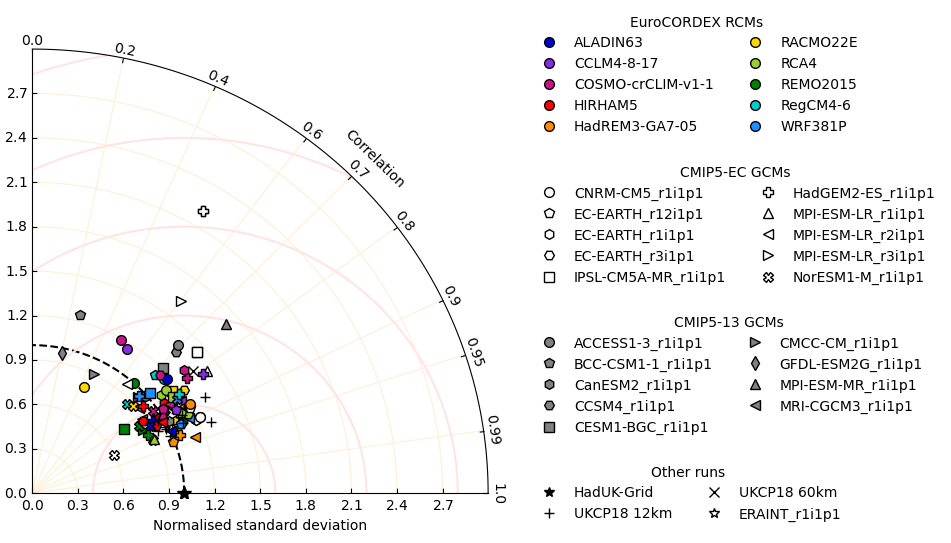 0.0
0.2
0.4
0.6
Correlation
0.7
0.8
0.9
0.95
0.99
1.0
2.7
2.4
2.1
1.8
1.5
1.2
0.9
0.6
0.3
0.0
0.0 0.3 0.6 0.9 1.2 1.5 1.8 2.1 2.4 2.7
Normalised standard deviation
EuroCORDEX RCMs
ALADIN63 RACMO22E
CCLM4-8-17 RCA4
COSMO-crCLIM-v1-1 REMO2015
HIRHAM5 RegCM4-6
HadREM3-GA7-05 WRF381P
CMIP5-EC GCMs
CNRM-CM5_r1i1p1 HadGEM2-ES_r1i1p1
EC-EARTH_r12i1p1 MPI-ESM-LR_r1i1p1
EC-EARTH_r1i1p1 MPI-ESM-LR_r2i1p1
EC-EARTH_r3i1p1 MPI-ESM-LR_r3i1p1
IPSL-CM5A-MR_r1i1p1 NorESM1-M_r1i1p1
CMIP5-13 GCMs
ACCESS1-3_r1i1p1 CMCC-CM_r1i1p1
BCC-CSM1-1_r1i1p1 GFDL-ESM2G_r1i1p1
CanESM2_r1i1p1 MPI-ESM-MR_r1i1p1
CCSM4_r1i1p1 MRI-CGCM3_r1i1p1
CESM1-BGC_r1i1p1
Other runs
HadUK-Grid UKCP18 60km
UKCP18 12km ERAINT_r1i1p1